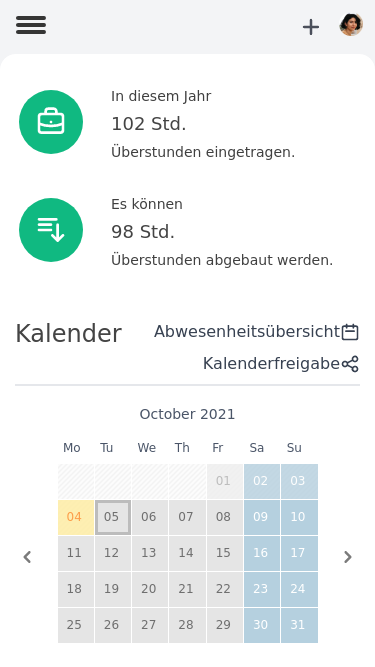 In diesem Jahr
102 Std.
Überstunden eingetragen.
Es können
98 Std.
Überstunden abgebaut werden.
Kalender
Abwesenheitsübersicht
Kalenderfreigabe
October 2021
Mo Tu We Th Fr Sa Su
01 02 03
04 05 06 07 08 09 10
11 12 13 14 15 16 17
18 19 20 21 22 23 24
25 26 27 28 29 30 31